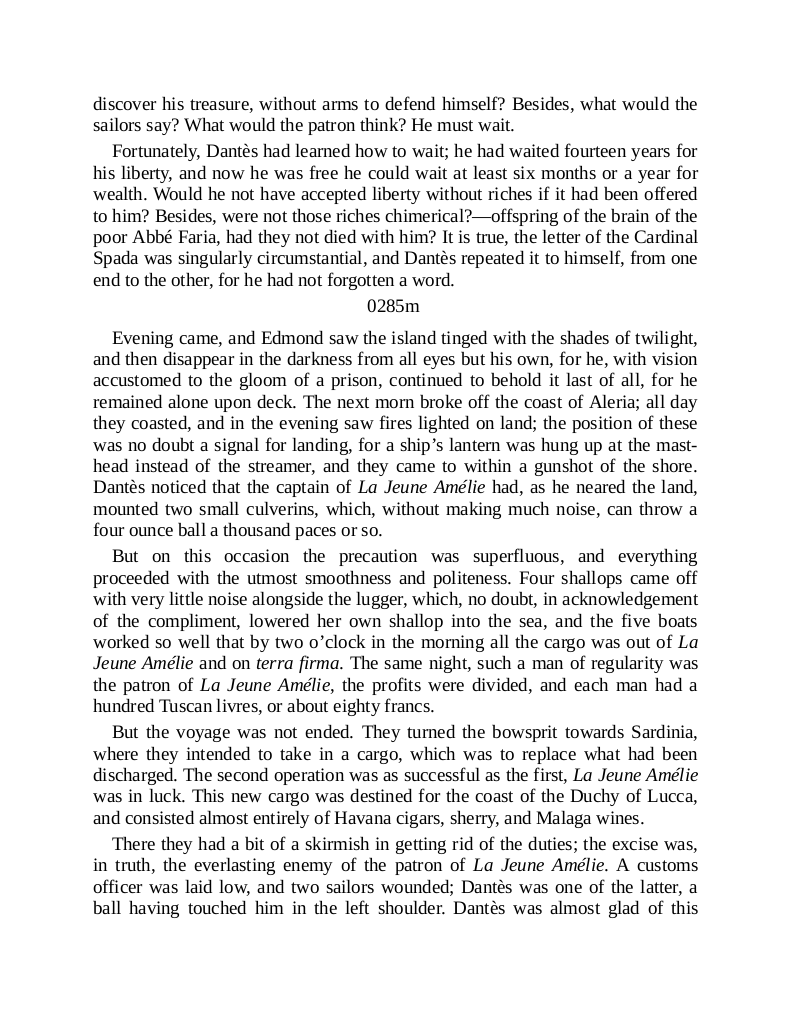 discover his treasure, without arms to defend himself? Besides, what would the
sailors say? What would the patron think? He must wait.
Fortunately, Dantès had learned how to wait; he had waited fourteen years for
his liberty, and now he was free he could wait at least six months or a year for
wealth. Would he not have accepted liberty without riches if it had been offered
to him? Besides, were not those riches chimerical?—offspring of the brain of the
poor Abbé Faria, had they not died with him? It is true, the letter of the Cardinal
Spada was singularly circumstantial, and Dantès repeated it to himself, from one
end to the other, for he had not forgotten a word.
0285m
Evening came, and Edmond saw the island tinged with the shades of twilight,
and then disappear in the darkness from all eyes but his own, for he, with vision
accustomed to the gloom of a prison, continued to behold it last of all, for he
remained alone upon deck. The next morn broke off the coast of Aleria; all day
they coasted, and in the evening saw fires lighted on land; the position of these
was no doubt a signal for landing, for a ship’s lantern was hung up at the mast-
head instead of the streamer, and they came to within a gunshot of the shore.
Dantès noticed that the captain of La Jeune Amélie had, as he neared the land,
mounted two small culverins, which, without making much noise, can throw a
four ounce ball a thousand paces or so.
But on this occasion the precaution was superfluous, and everything
proceeded with the utmost smoothness and politeness. Four shallops came off
with very little noise alongside the lugger, which, no doubt, in acknowledgement
of the compliment, lowered her own shallop into the sea, and the five boats
worked so well that by two o’clock in the morning all the cargo was out of La
Jeune Amélie and on terra firma. The same night, such a man of regularity was
the patron of La Jeune Amélie, the profits were divided, and each man had a
hundred Tuscan livres, or about eighty francs.
But the voyage was not ended. They turned the bowsprit towards Sardinia,
where they intended to take in a cargo, which was to replace what had been
discharged. The second operation was as successful as the first, La Jeune Amélie
was in luck. This new cargo was destined for the coast of the Duchy of Lucca,
and consisted almost entirely of Havana cigars, sherry, and Malaga wines.
There they had a bit of a skirmish in getting rid of the duties; the excise was,
in truth, the everlasting enemy of the patron of La Jeune Amélie. A customs
officer was laid low, and two sailors wounded; Dantès was one of the latter, a
ball having touched him in the left shoulder. Dantès was almost glad of this